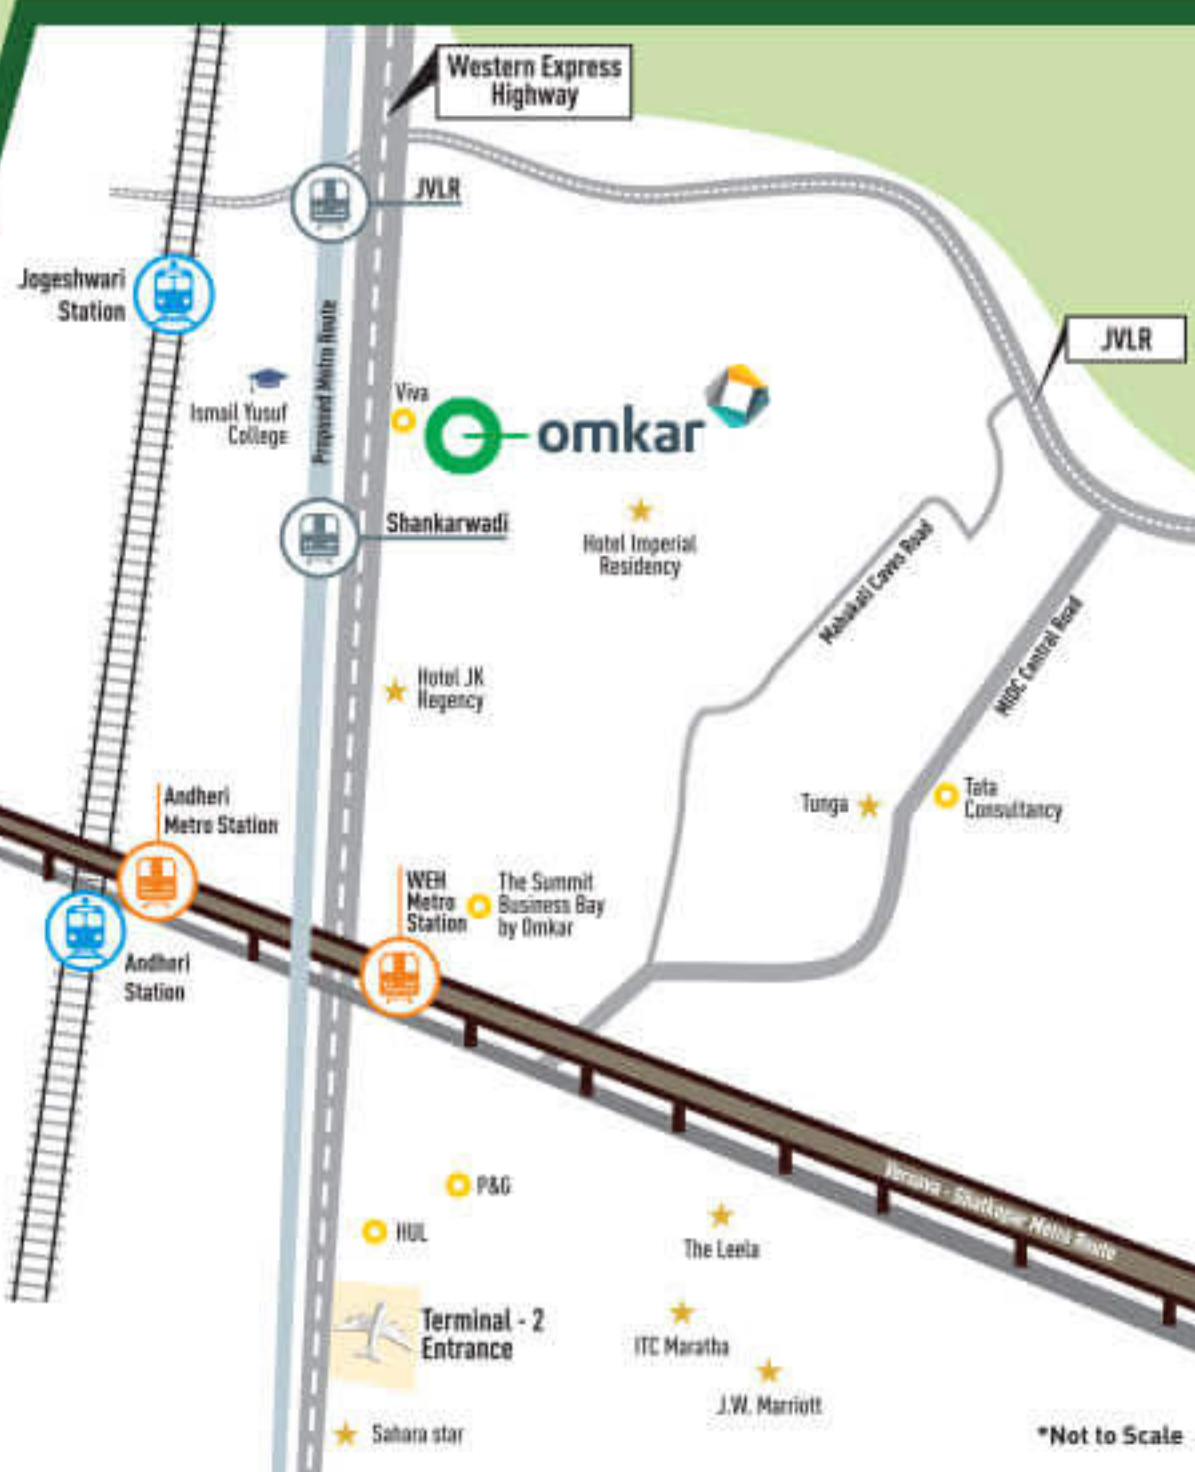 Western Express
Highway
JVLR
Jogeshwari
Station
Proposed Metro Route
JVLR
Ismail Yusuf
College
Viva
omkar
Shankarwadi
Hotel Imperial
Residency
Mahakali Caves Road
MIDC Central Road
Hotel JK
Regency
Andheri
Metro Station
Tunga
Tata
Consultancy
WEH
Metro
Station
The Summit
Business Bay
by Omkar
Andheri
Station
Metro Route
P&G
HUL
The Leela
Terminal - 2
Entrance
ITC Maratha
J.W. Marriott
Sahara star
*Not to Scale